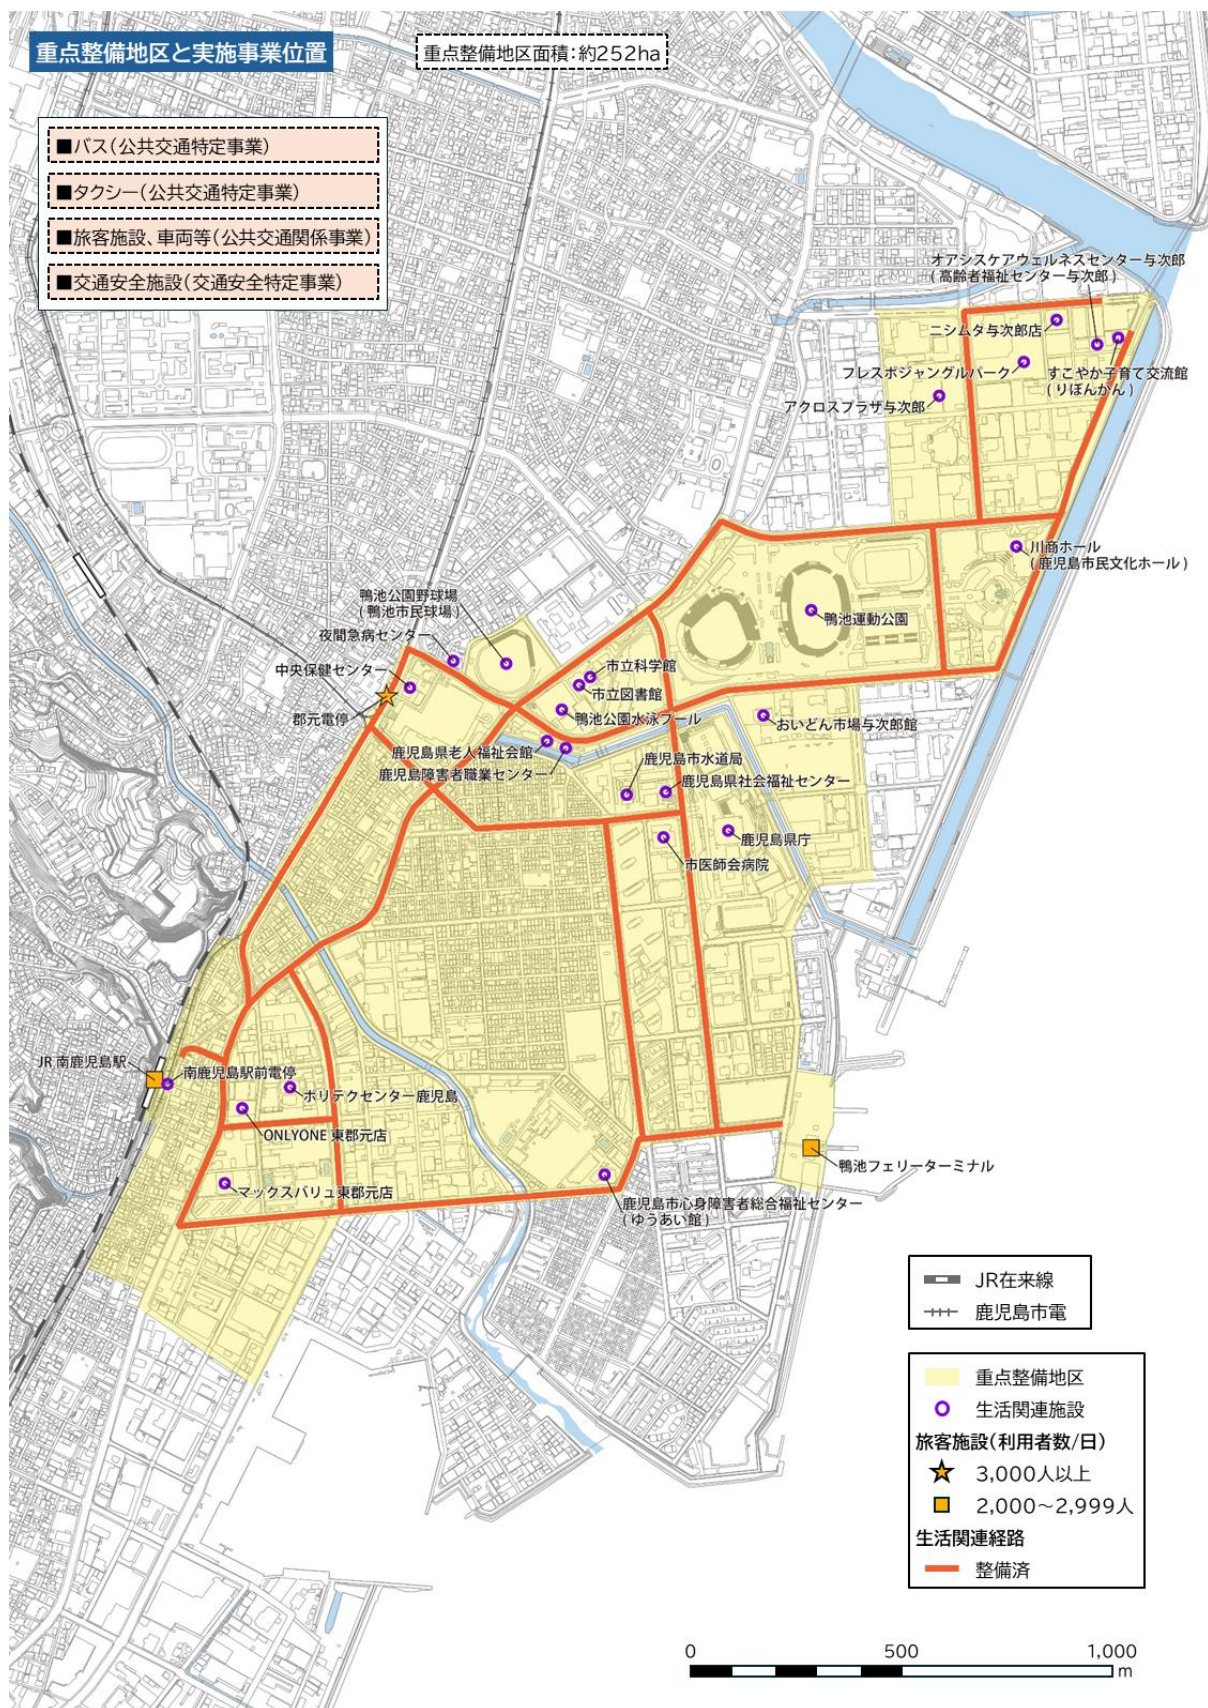 重点整備地区と実施事業位置
重点整備地区面積：約252ha
■バス(公共交通特定事業)
■タクシー(公共交通特定事業)
■旅客施設、車両等(公共交通関係事業)
■交通安全施設(交通安全特定事業)
オアシスケアウェルネスセンター与次郎
(高齢者福祉センター与次郎)
ニシムタ与次郎店
フレスポジャングルパーク
すこやか子育て交流館
(りぼんかん)
アクロスプラザ与次郎
川商ホール
(鹿児島市民文化ホール)
鴨池公園野球場
(鴨池市民球場)
鴨池運動公園
夜間急病センター
中央保健センター
市立科学館
市立図書館
郡元電停
鴨池公園水泳プール
おいどん市場与次郎館
鹿児島県老人福祉会館
鹿児島障害者職業センター
鹿児島市水道局
鹿児島県社会福祉センター
鹿児島県庁
市医師会病院
JR南鹿児島駅
南鹿児島駅前電停
ポリテクセンター鹿児島
ONLYONE 東郡元店
鴨池フェリーターミナル
マックスバリュ東郡元店
鹿児島市心身障害者総合福祉センター
(ゆうあい館)
JR在来線
鹿児島市電
重点整備地区
生活関連施設
旅客施設(利用者数/日)
3,000人以上
2,000～2,999人
生活関連経路
整備済
0 500 1,000
m